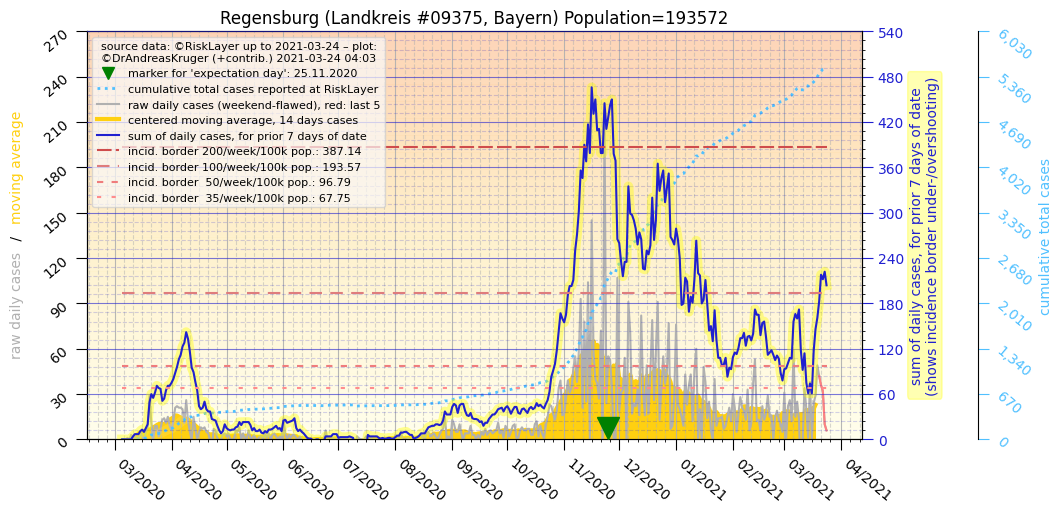 Regensburg (Landkreis #09375, Bayern) Population=193572
source data: ©RiskLayer up to 2021-03-24 – plot:
©DrAndreasKruger (+contrib.) 2021-03-24 04:03
marker for 'expectation day': 25.11.2020
cumulative total cases reported at RiskLayer
raw daily cases (weekend-flawed), red: last 5
centered moving average, 14 days cases
sum of daily cases, for prior 7 days of date
incid. border 200/week/100k pop.: 387.14
incid. border 100/week/100k pop.: 193.57
incid. border  50/week/100k pop.: 96.79
incid. border  35/week/100k pop.: 67.75
raw daily cases / moving average
270
240
210
180
150
120
90
60
30
0
03/2020
04/2020
05/2020
06/2020
07/2020
08/2020
09/2020
10/2020
11/2020
12/2020
01/2021
02/2021
03/2021
04/2021
540
480
420
360
300
240
180
120
60
0
sum of daily cases, for prior 7 days of date
(shows incidence border under-/overshooting)
6,030
5,360
4,690
4,020
3,350
2,680
2,010
1,340
670
0
cumulative total cases